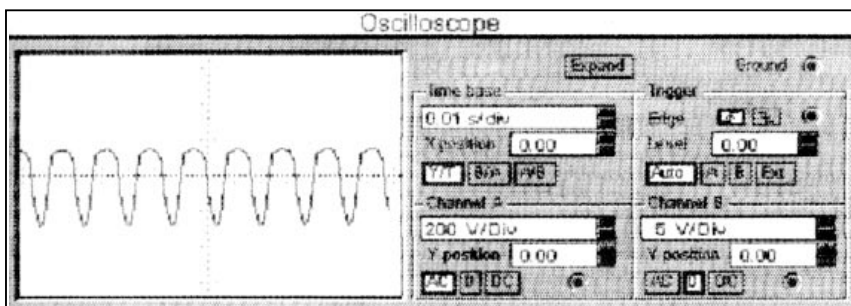 Oscilloscope
Expand
Ground
Time base
0.01 s/div
X position 0.00
Y/T B/A A/B
Trigger
Edge
Level 0.00
Auto A B Ext
Channel A
200 V/Div
Y position 0.00
AC 0 DC
Channel B
5 V/Div
Y position 0.00
AC 0 DC